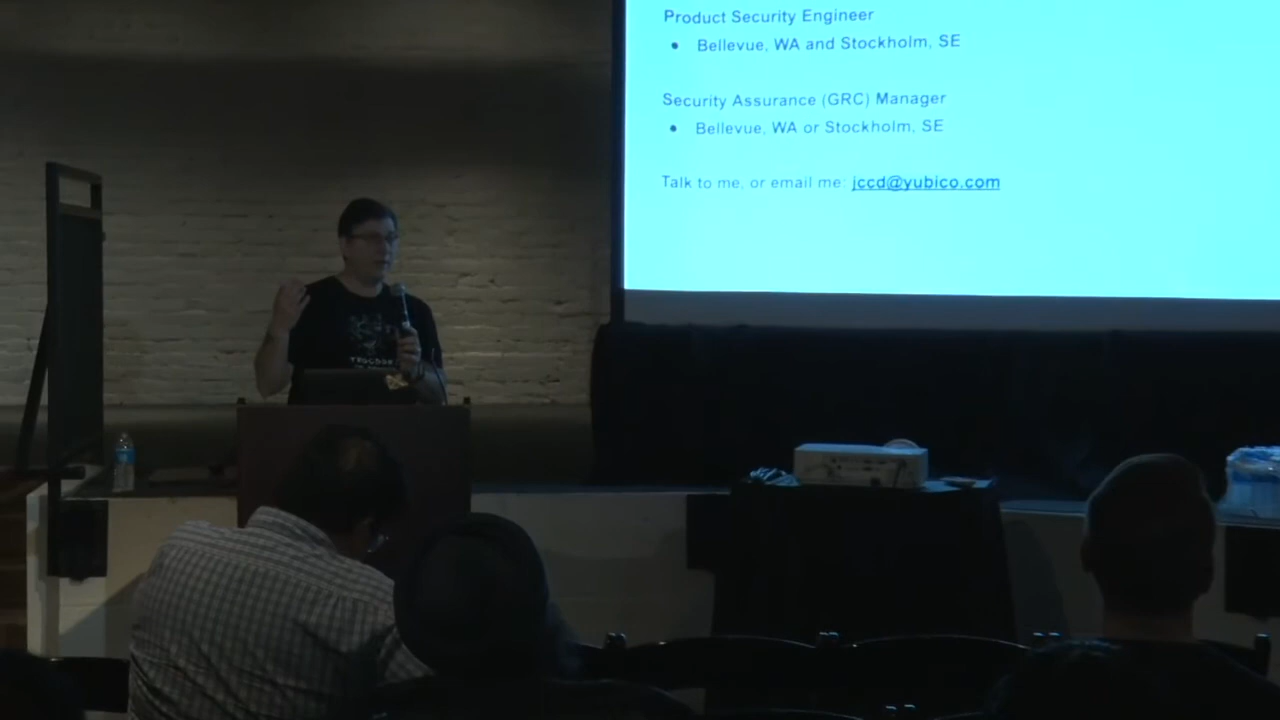 Product Security Engineer
• Bellevue, WA and Stockholm, SE
Security Assurance (GRC) Manager
• Bellevue, WA or Stockholm, SE
Talk to me, or email me: jccd@yubico.com